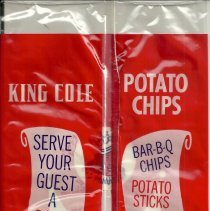 KING COLE
SERVE
YOUR
GUEST
A
POTATO
CHIPS
BAR-B-Q
CHIPS
POTATO
STICKS